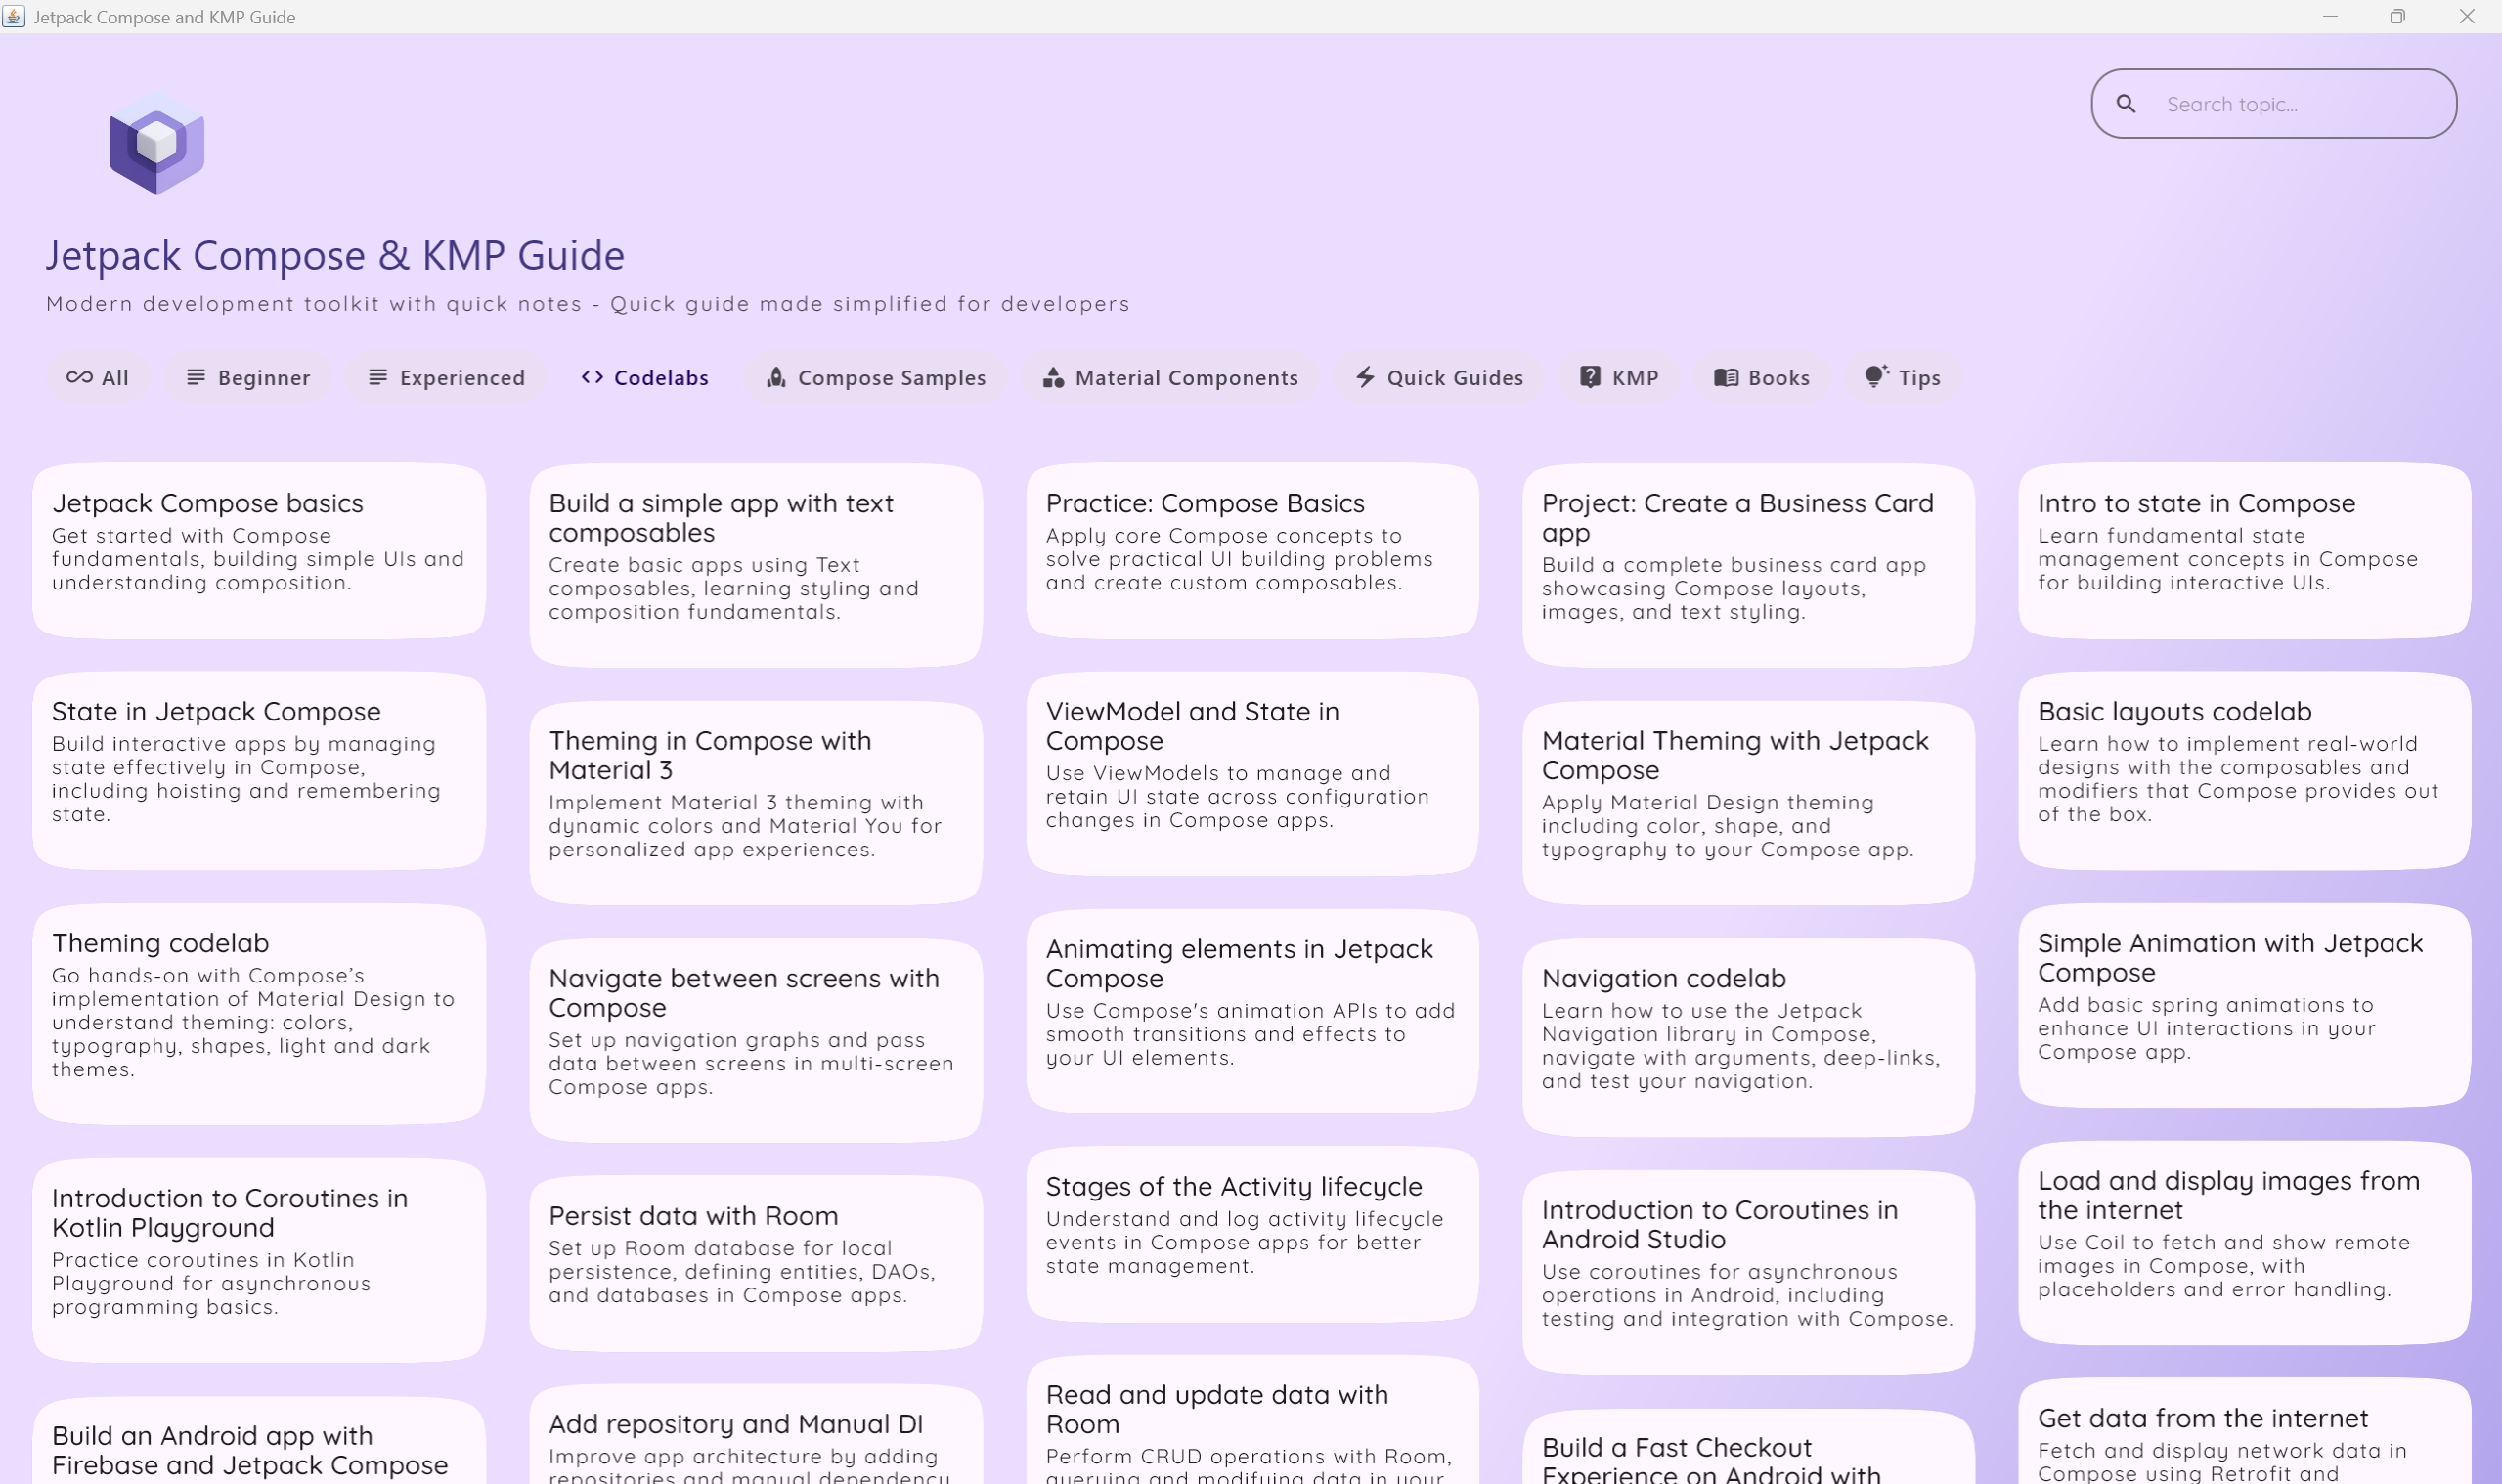 Jetpack Compose and KMP Guide
Search topic...
Jetpack Compose & KMP Guide
Modern development toolkit with quick notes - Quick guide made simplified for developers
All
Beginner
Experienced
Codelabs
Compose Samples
Material Components
Quick Guides
KMP
Books
Tips
Jetpack Compose basics
Get started with Compose
fundamentals, building simple UIs and
understanding composition.
Build a simple app with text
composables
Create basic apps using Text
composables, learning styling and
composition fundamentals.
Practice: Compose Basics
Apply core Compose concepts to
solve practical UI building problems
and create custom composables.
Project: Create a Business Card
app
Build a complete business card app
showcasing Compose layouts,
images, and text styling.
Intro to state in Compose
Learn fundamental state
management concepts in Compose
for building interactive UIs.
State in Jetpack Compose
Build interactive apps by managing
state effectively in Compose,
including hoisting and remembering
state.
Theming in Compose with
Material 3
Implement Material 3 theming with
dynamic colors and Material You for
personalized app experiences.
ViewModel and State in
Compose
Use ViewModels to manage and
retain UI state across configuration
changes in Compose apps.
Material Theming with Jetpack
Compose
Apply Material Design theming
including color, shape, and
typography to your Compose app.
Basic layouts codelab
Learn how to implement real-world
designs with the composables and
modifiers that Compose provides out
of the box.
Theming codelab
Go hands-on with Compose’s
implementation of Material Design to
understand theming: colors,
typography, shapes, light and dark
themes.
Navigate between screens with
Compose
Set up navigation graphs and pass
data between screens in multi-screen
Compose apps.
Animating elements in Jetpack
Compose
Use Compose's animation APIs to add
smooth transitions and effects to
your UI elements.
Navigation codelab
Learn how to use the Jetpack
Navigation library in Compose,
navigate with arguments, deep-links,
and test your navigation.
Simple Animation with Jetpack
Compose
Add basic spring animations to
enhance UI interactions in your
Compose app.
Introduction to Coroutines in
Kotlin Playground
Practice coroutines in Kotlin
Playground for asynchronous
programming basics.
Persist data with Room
Set up Room database for local
persistence, defining entities, DAOs,
and databases in Compose apps.
Stages of the Activity lifecycle
Understand and log activity lifecycle
events in Compose apps for better
state management.
Introduction to Coroutines in
Android Studio
Use coroutines for asynchronous
operations in Android, including
testing and integration with Compose.
Load and display images from
the internet
Use Coil to fetch and show remote
images in Compose, with
placeholders and error handling.
Build an Android app with
Firebase and Jetpack Compose
Add repository and Manual DI
Improve app architecture by adding
repositories and manual dependency
Read and update data with
Room
Perform CRUD operations with Room,
querying and modifying data in your
Build a Fast Checkout
Experience on Android with
Get data from the internet
Fetch and display network data in
Compose using Retrofit and